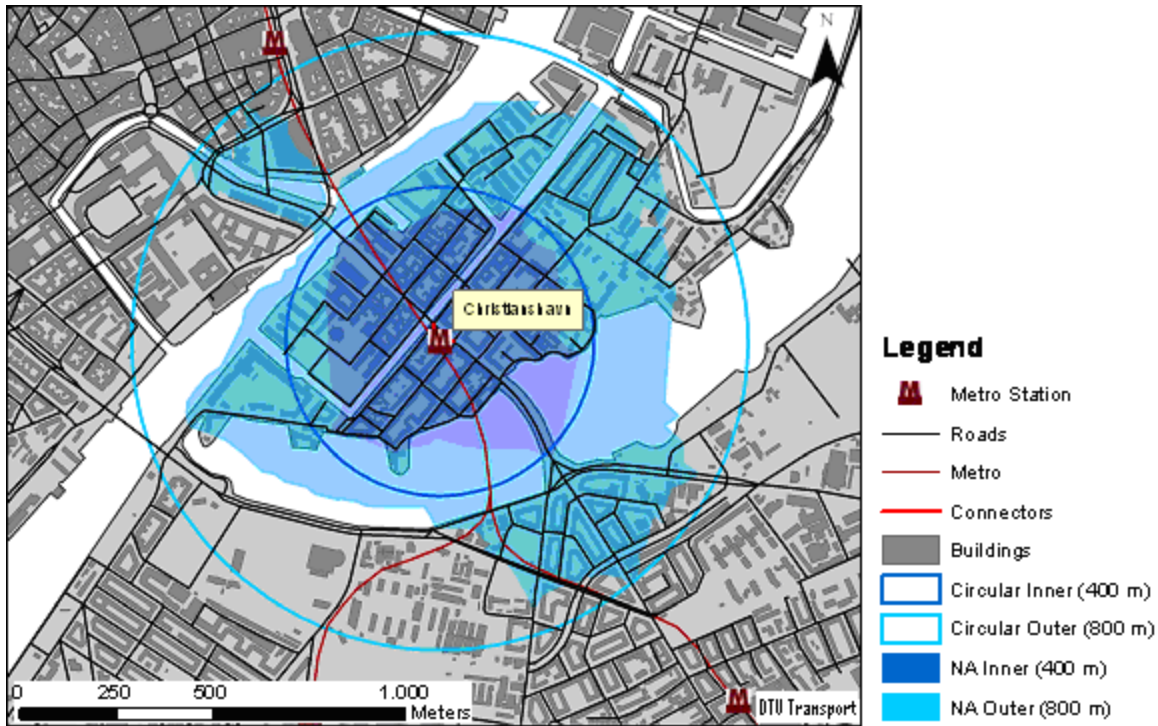 N
Christianshavn
0 250 500 1.000
Meters
DTU Transport
Legend
Metro Station
Roads
Metro
Connectors
Buildings
Circular Inner (400 m)
Circular Outer (800 m)
NA Inner (400 m)
NA Outer (800 m)